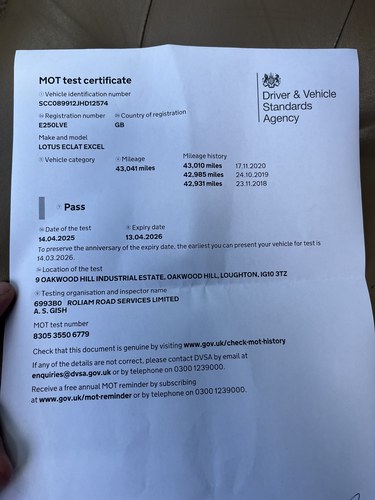 MOT test certificate
Driver & Vehicle
Standards
Agency
Vehicle identification number
SCC089912JHD12574
Registration number
Country of registration
E250LVE
GB
Make and model
LOTUS ECLAT EXCEL
Vehicle category
Mileage
43,041 miles
Mileage history
43,010 miles 17.11.2020
42,985 miles 24.10.2019
42,931 miles 23.11.2018
Pass
Date of the test
Expiry date
14.04.2025
13.04.2026
To preserve the anniversary of the expiry date, the earliest you can present your vehicle for test is
14.03.2026.
Location of the test
9 OAKWOOD HILL INDUSTRIAL ESTATE, OAKWOOD HILL, LOUGHTON, IG10 3TZ
Testing organisation and inspector name
6993B0 ROLIAM ROAD SERVICES LIMITED
A. S. GISH
MOT test number
8305 3550 6779
Check that this document is genuine by visiting www.gov.uk/check-mot-history
If any of the details are not correct, please contact DVSA by email at
enquiries@dvsa.gov.uk or by telephone on 0300 1239000.
Receive a free annual MOT reminder by subscribing
at www.gov.uk/mot-reminder or by telephone on 0300 1239000.